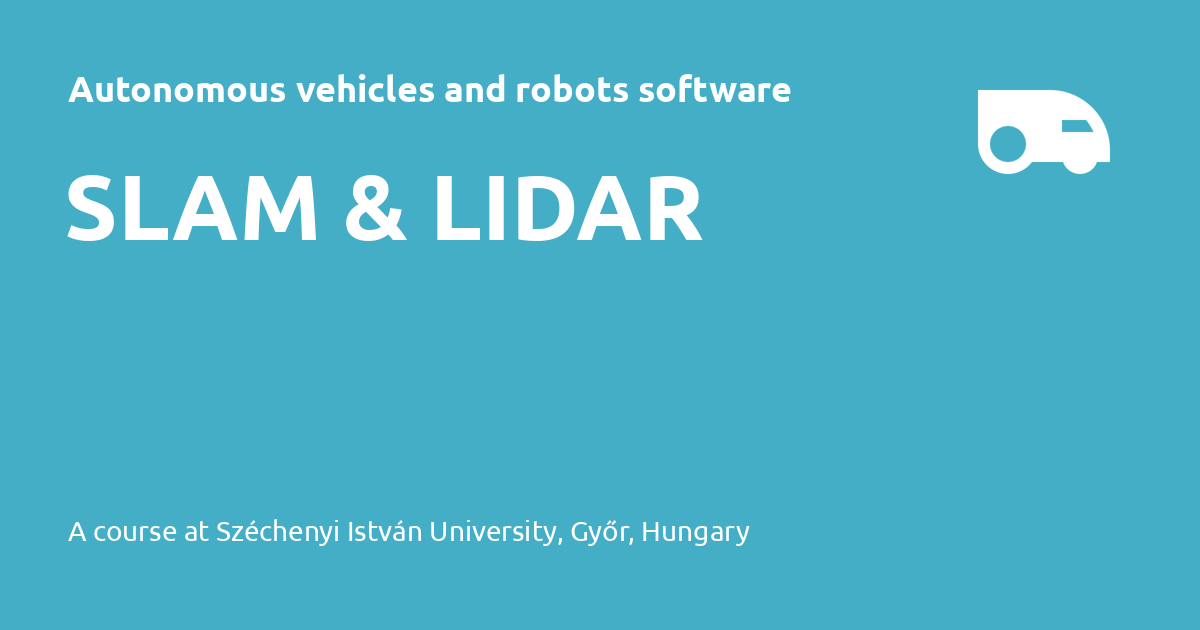 Autonomous vehicles and robots software
SLAM & LIDAR
A course at Széchenyi István University, Győr, Hungary